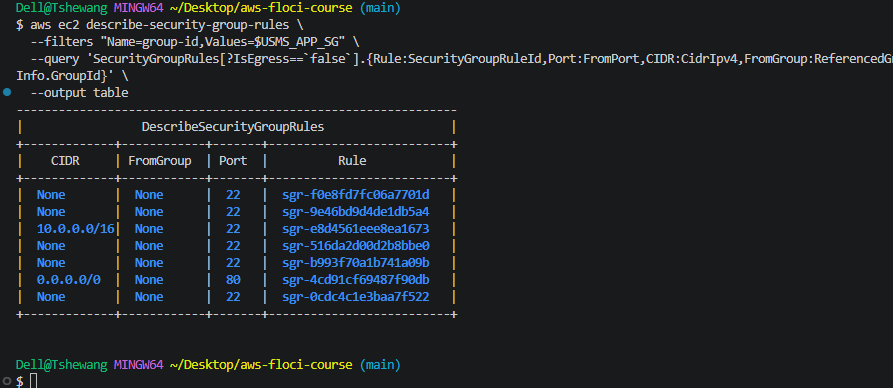 Dell@Tshewang MINGW64 ~/Desktop/aws-floci-course (main)
$ aws ec2 describe-security-group-rules \
--filters "Name=group-id,Values=$USMS_APP_SG" \
--query 'SecurityGroupRules[?IsEgress==`false`].{Rule:SecurityGroupRuleId,Port:FromPort,CIDR:CidrIpv4,FromGroup:ReferencedGr
Info.GroupId}' \
--output table
-----------------------------------------------------------
| DescribeSecurityGroupRules |
+-------------+------------+-------+------------------------+
| CIDR | FromGroup | Port | Rule |
+-------------+------------+-------+------------------------+
| None | None | 22 | sgr-f0e8fd7fc06a7701d |
| None | None | 22 | sgr-9e46bd9d4de1db5a4 |
| 10.0.0.0/16| None | 22 | sgr-e8d4561eee8ea1673 |
| None | None | 22 | sgr-516da2d00d2b8bbe0 |
| None | None | 22 | sgr-b993f70a1b741a09b |
| 0.0.0.0/0 | None | 80 | sgr-4cd91cf69487f90db |
| None | None | 22 | sgr-0cdc4c1e3baa7f522 |
+-------------+------------+-------+------------------------+
Dell@Tshewang MINGW64 ~/Desktop/aws-floci-course (main)
$